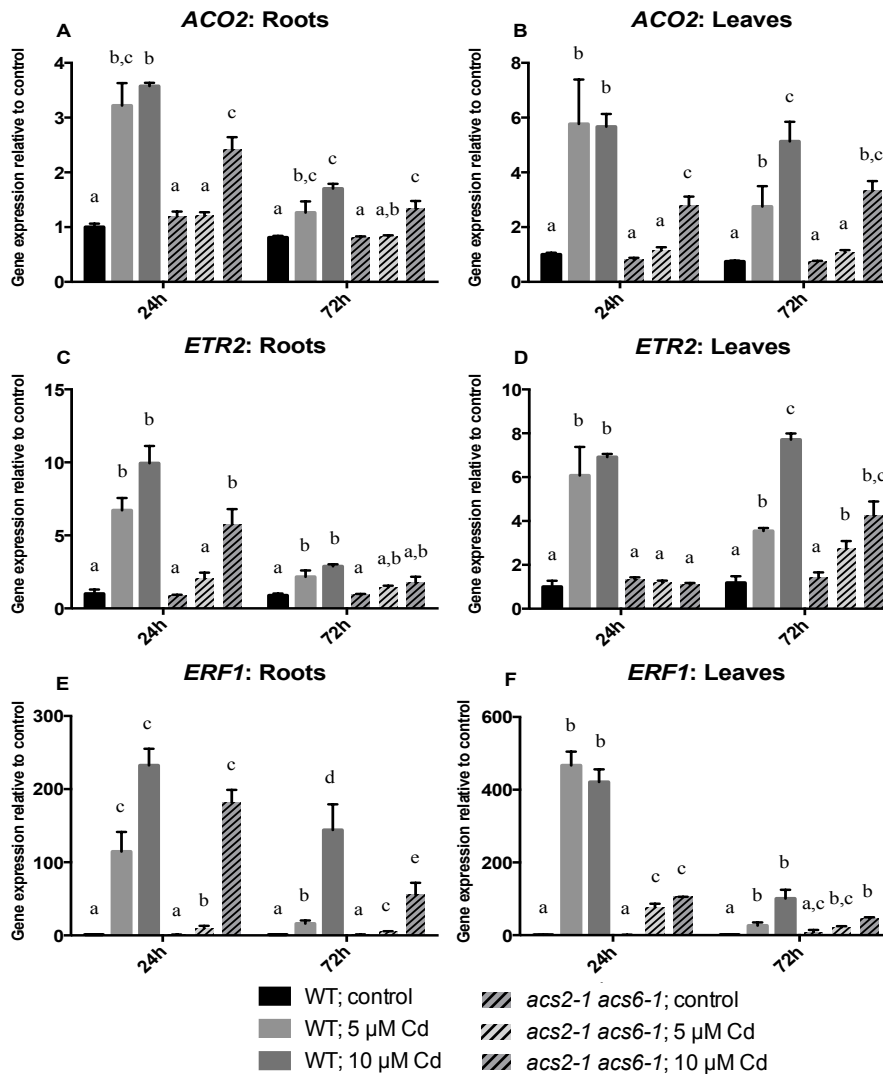 A
ACO2: Roots
Gene expression relative to control
4
3
2
1
0
a
b,c
b
a
a
c
a
b,c
c
a
a,b
c
24h
72h
B
ACO2: Leaves
Gene expression relative to control
8
6
4
2
0
a
b
b
a
a
c
a
b
c
a
a
b,c
24h
72h
C
ETR2: Roots
Gene expression relative to control
15
10
5
0
a
b
b
a
a
b
a
b
b
a
a,b
a,b
24h
72h
D
ETR2: Leaves
Gene expression relative to control
10
8
6
4
2
0
a
b
b
a
a
a
a
b
c
a
b
b,c
24h
72h
E
ERF1: Roots
Gene expression relative to control
300
200
100
0
a
c
c
a
b
c
a
b
d
a
c
e
24h
72h
F
ERF1: Leaves
Gene expression relative to control
600
400
200
0
a
b
b
a
c
c
a
b
b
a,c
b,c
b
24h
72h
WT; control
WT; 5 µM Cd
WT; 10 µM Cd
acs2-1 acs6-1; control
acs2-1 acs6-1; 5 µM Cd
acs2-1 acs6-1; 10 µM Cd